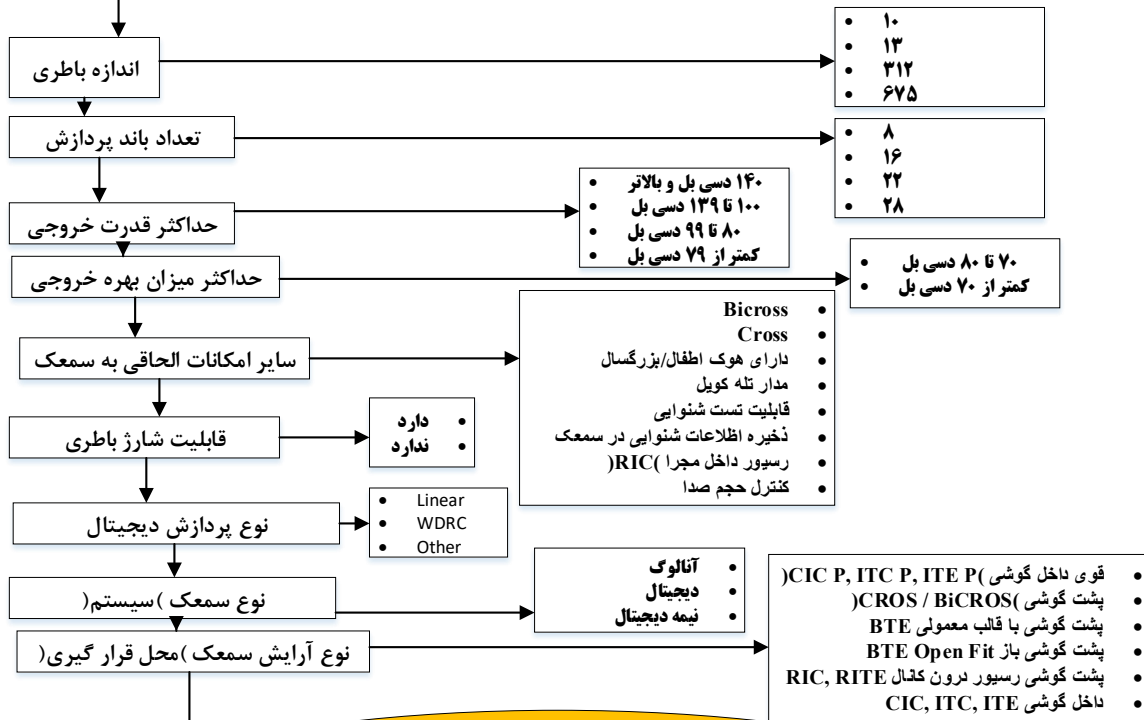 اندازه باطری
۱۰
۱۳
۳۱۲
۶۷۵
تعداد باند پردازش
۸
۱۶
۲۲
۲۸
حداکثر قدرت خروجی
۱۴۰ دسی بل و بالاتر
۱۰۰ تا ۱۳۹ دسی بل
۸۰ تا ۹۹ دسی بل
کمتر از ۷۹ دسی بل
حداکثر میزان بهره خروجی
۷۰ تا ۸۰ دسی بل
کمتر از ۷۰ دسی بل
سایر امکانات الحاقی به سمعک
Bicross
Cross
دارای هوک اطفال/بزرگسال
مدار تله کویل
قابلیت تست شنوایی
ذخیره اظلاعات شنوایی در سمعک
رسیور داخل مجرا )RIC(
کنترل حجم صدا
قابلیت شارژ باطری
دارد
ندارد
نوع پردازش دیجیتال
Linear
WDRC
Other
نوع سمعک )سیستم(
آنالوگ
دیجیتال
نیمه دیجیتال
نوع آرایش سمعک )محل قرار گیری(
قوی داخل گوشی )CIC P, ITC P, ITE P(
پشت گوشی )CROS / BiCROS(
پشت گوشی با قالب معمولی BTE
پشت گوشی باز BTE Open Fit
پشت گوشی رسیور درون کانال RIC, RITE
داخل گوشی CIC, ITC, ITE